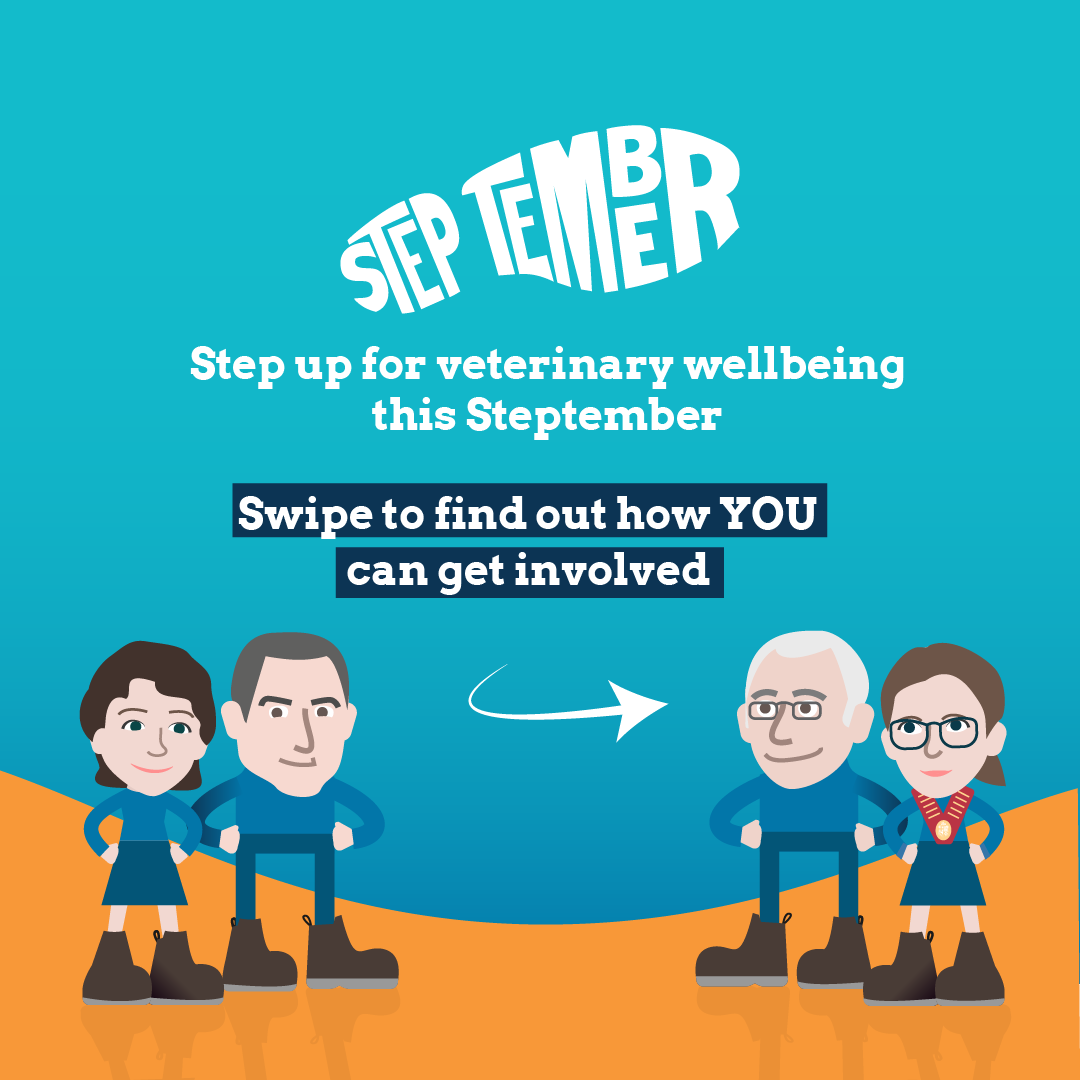 STEPTEMBER
Step up for veterinary wellbeing
this Steptember
Swipe to find out how YOU
can get involved